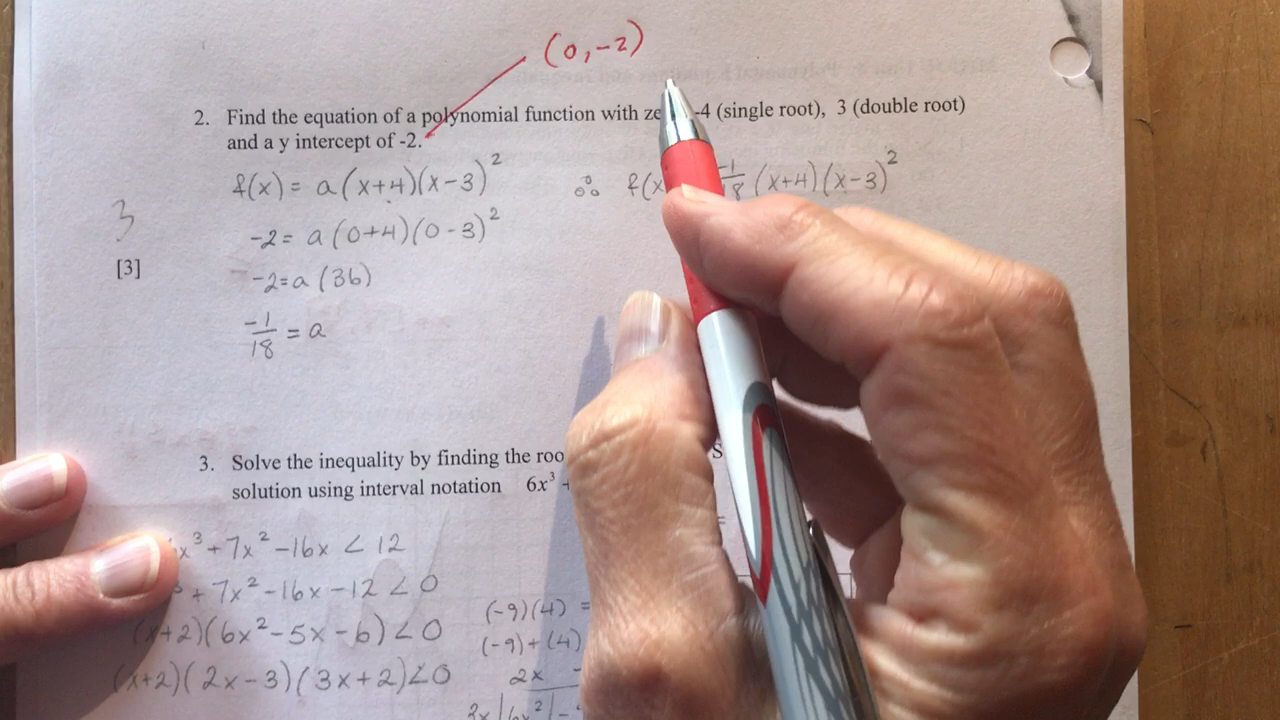 (0,-2)
2. Find the equation of a polynomial function with ze -4 (single root), 3 (double root)
and a y intercept of -2.
f(x) = a(x+4)(x-3)²
∴ f(x -1/18 (x+4)(x-3)²
-2 = a(0+4)(0-3)²
3
[3]
-2=a(36)
-1/18 = a
3. Solve the inequality by finding the roo S
solution using interval notation 6x³ +
x³+7x²-16x < 12
+7x²-16x-12<0
(x+2)(6x²-5x-6)<0
(x+2)(2x-3)(3x+2)<0
(-9)(4) =
(-9)+(4)
2x
3x 6x²